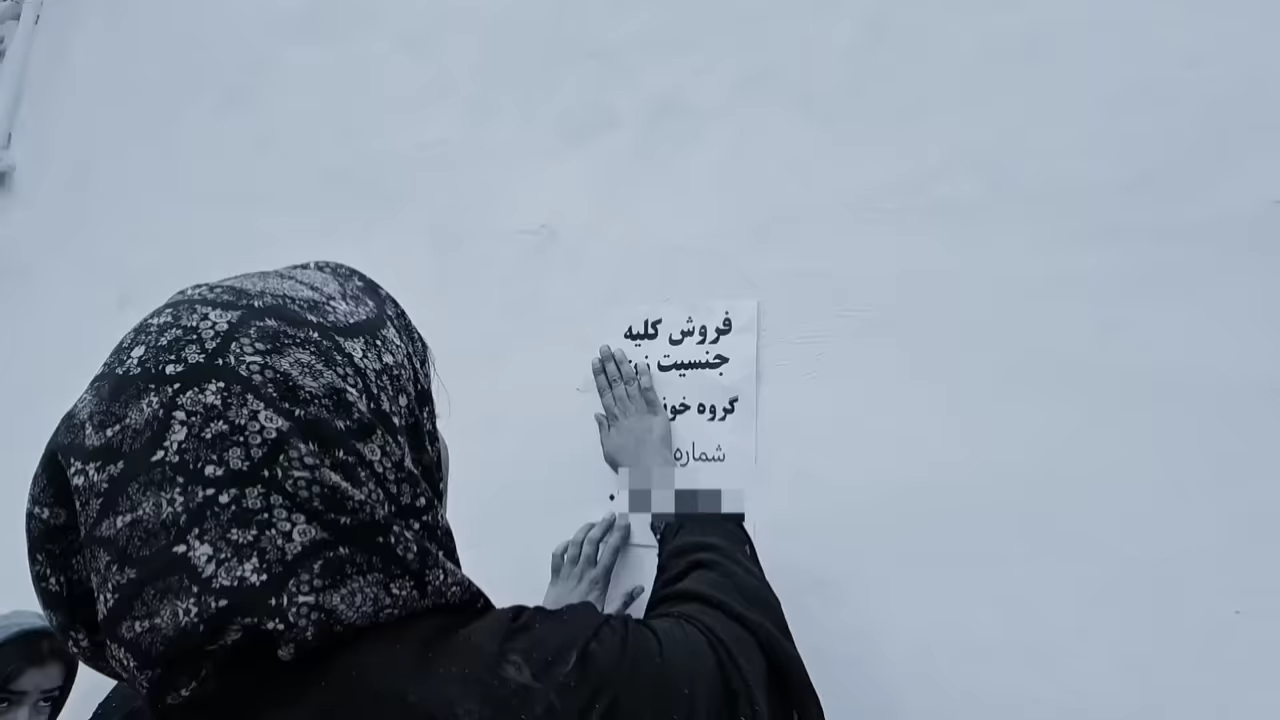 فروش کلیه
جنسیت
گروه
شماره